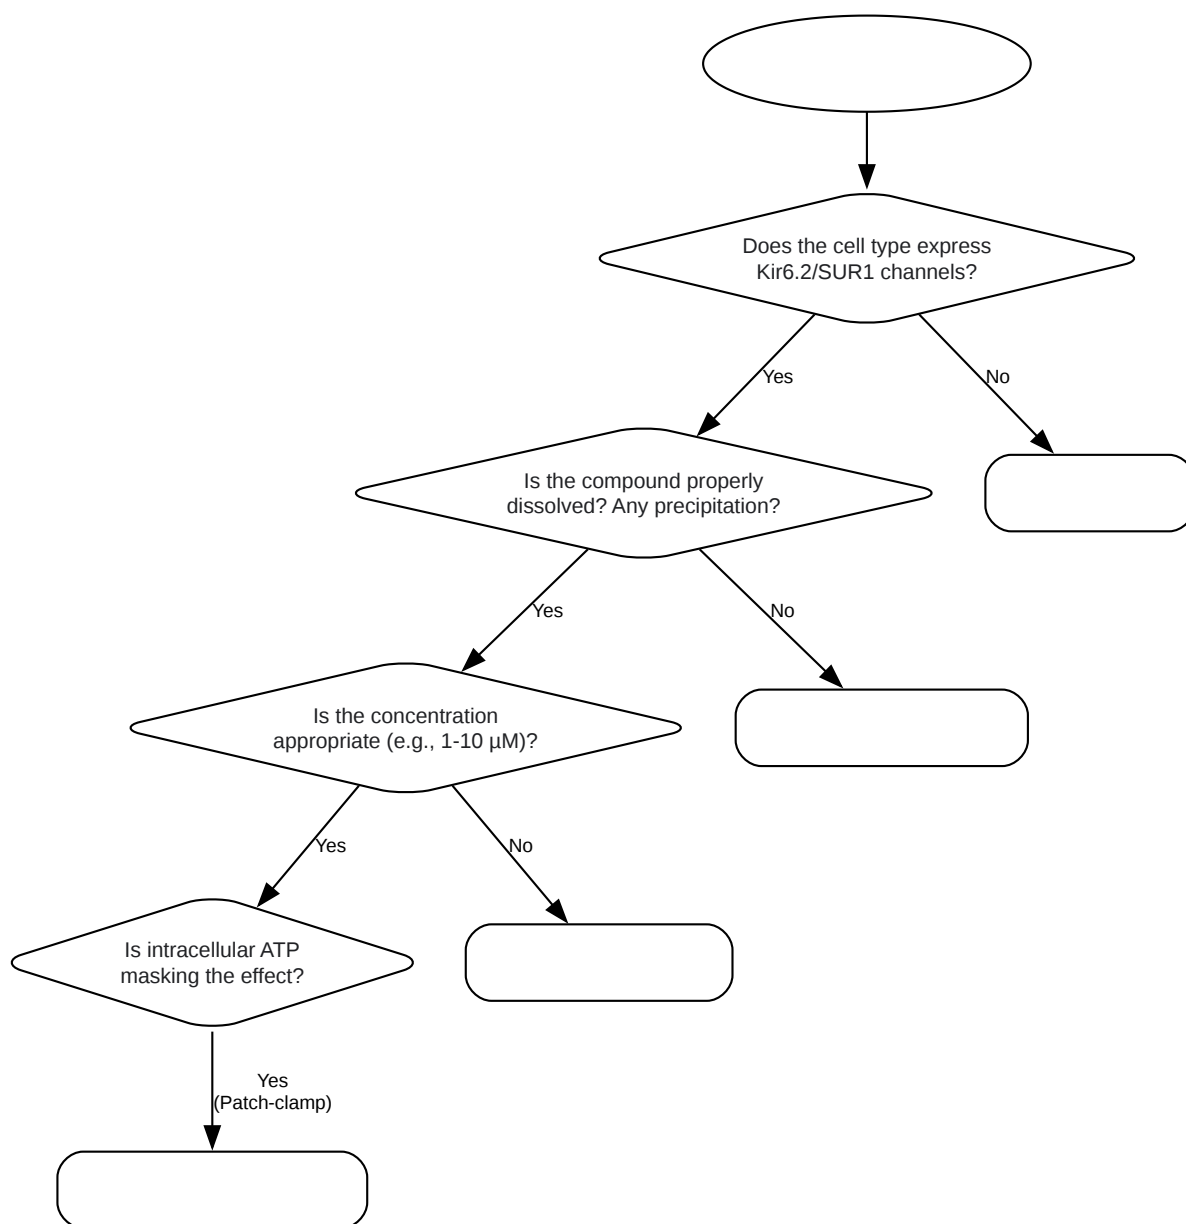 Does the cell type express
Kir6.2/SUR1 channels?
Yes
No
Is the compound properly
dissolved? Any precipitation?
Yes
No
Is the concentration
appropriate (e.g., 1-10 µM)?
Yes
No
Is intracellular ATP
masking the effect?
Yes
(Patch-clamp)